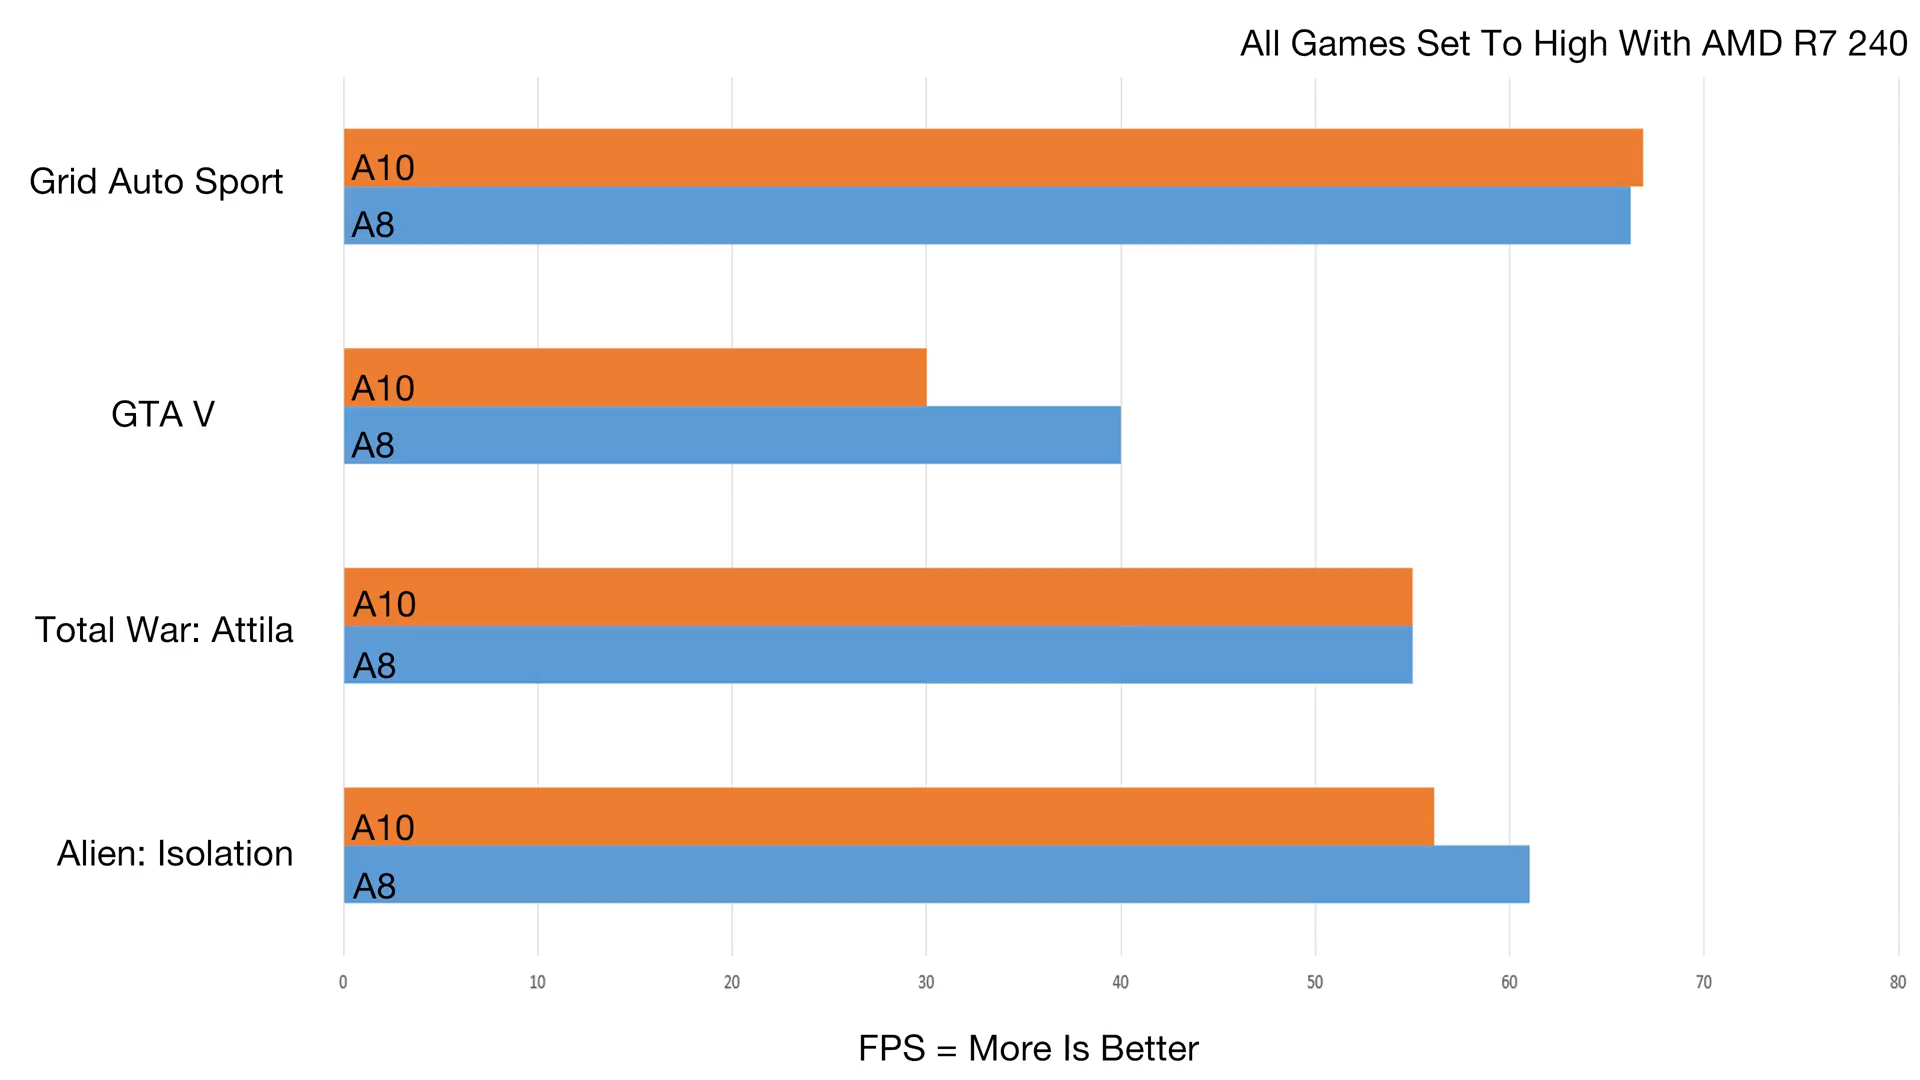 All Games Set To High With AMD R7 240
Grid Auto Sport
A10
A8
GTA V
A10
A8
Total War: Attila
A10
A8
Alien: Isolation
A10
A8
0 10 20 30 40 50 60 70 80
FPS = More Is Better